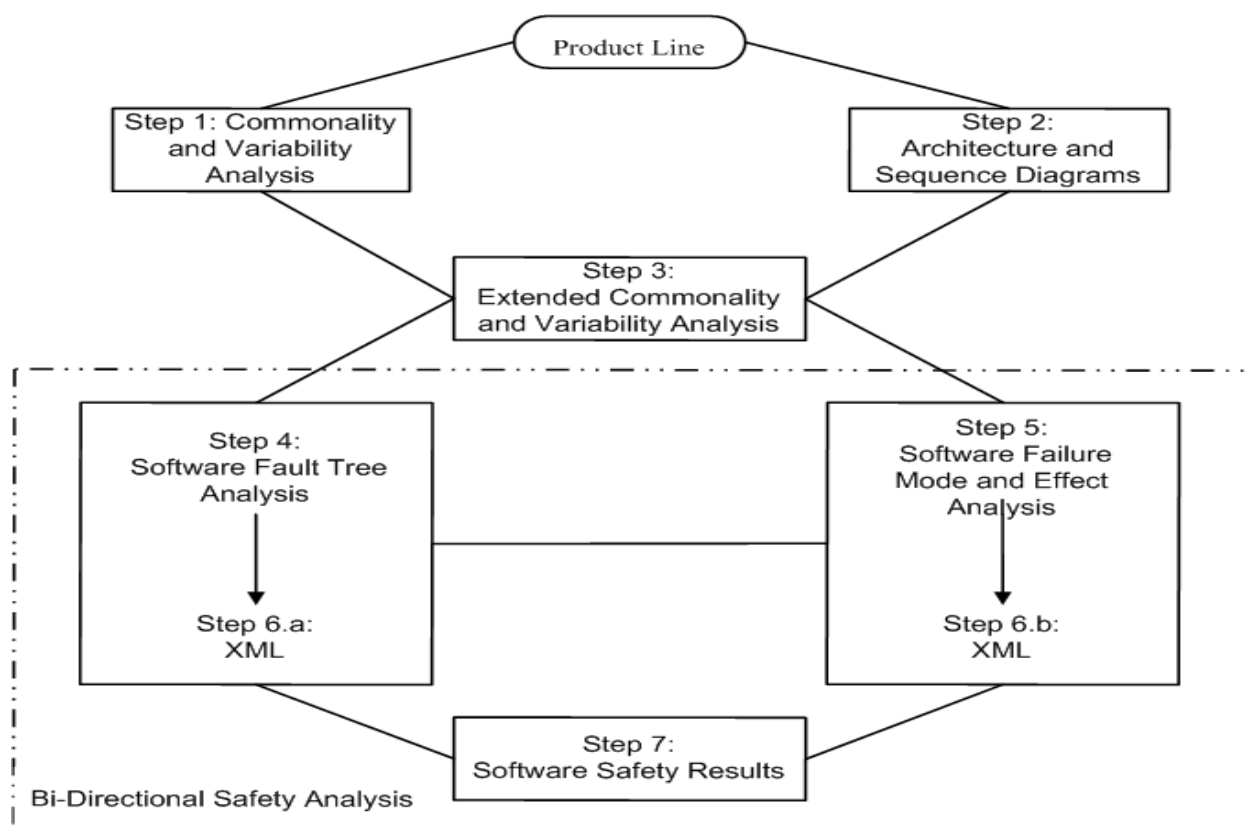 Product Line
Step 1: Commonality
and Variability
Analysis
Step 2:
Architecture and
Sequence Diagrams
Step 3:
Extended Commonality
and Variability Analysis
Step 4:
Software Fault Tree
Analysis
Step 6.a:
XML
Step 5:
Software Failure
Mode and Effect
Analysis
Step 6.b:
XML
Step 7:
Software Safety Results
Bi-Directional Safety Analysis